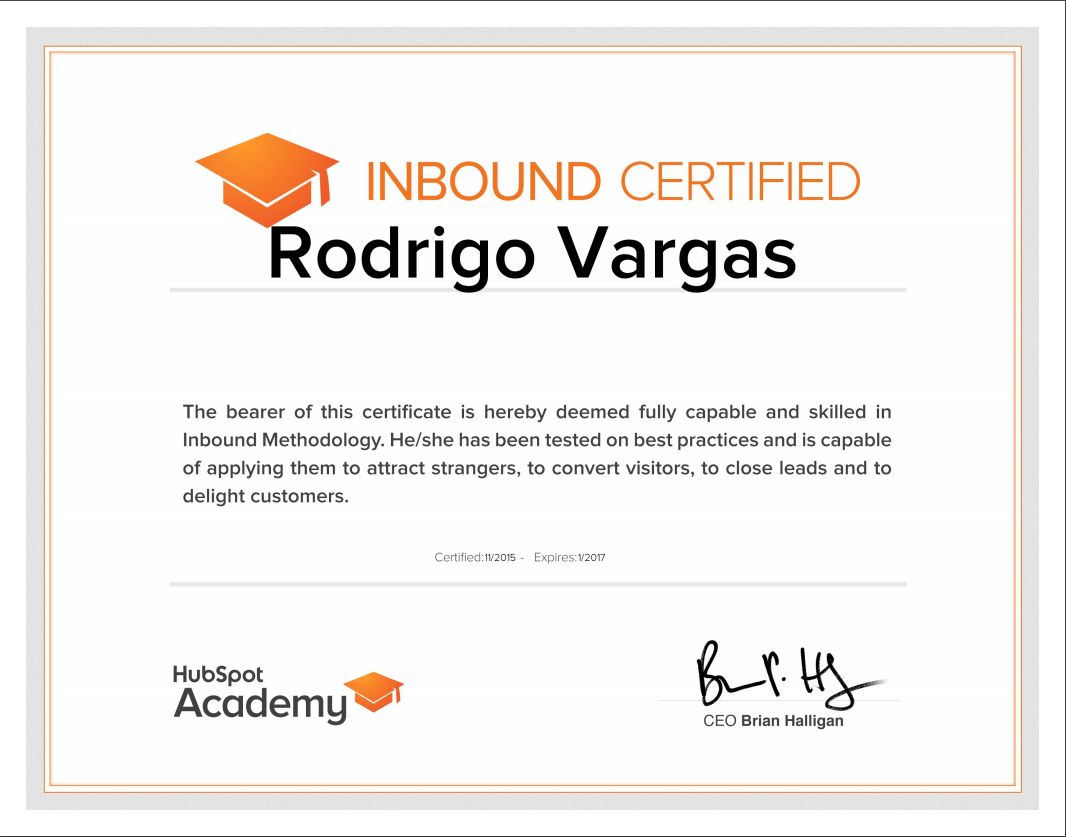 INBOUND CERTIFIED
Rodrigo Vargas
The bearer of this certificate is hereby deemed fully capable and skilled in
Inbound Methodology. He/she has been tested on best practices and is capable
of applying them to attract strangers, to convert visitors, to close leads and to
delight customers.
Certified:11/2015 - Expires:1/2017
HubSpot
Academy
CEO Brian Halligan